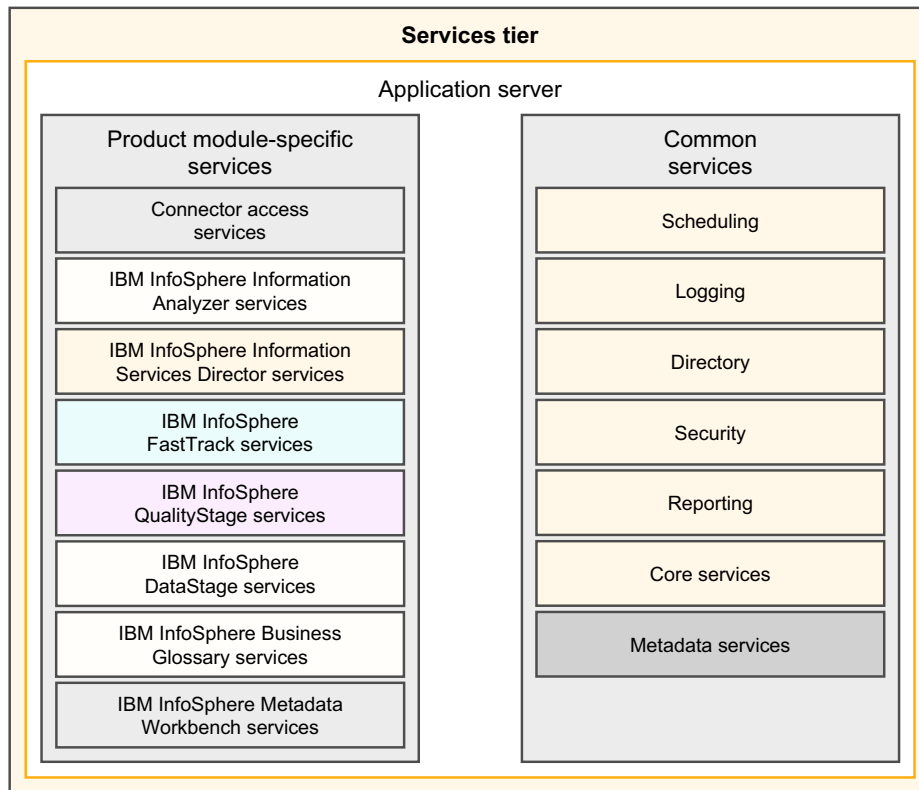 Services tier
Application server
Product module-specific
services
Connector access
services
IBM InfoSphere Information
Analyzer services
IBM InfoSphere Information
Services Director services
IBM InfoSphere
FastTrack services
IBM InfoSphere
QualityStage services
IBM InfoSphere
DataStage services
IBM InfoSphere Business
Glossary services
IBM InfoSphere Metadata
Workbench services
Common
services
Scheduling
Logging
Directory
Security
Reporting
Core services
Metadata services